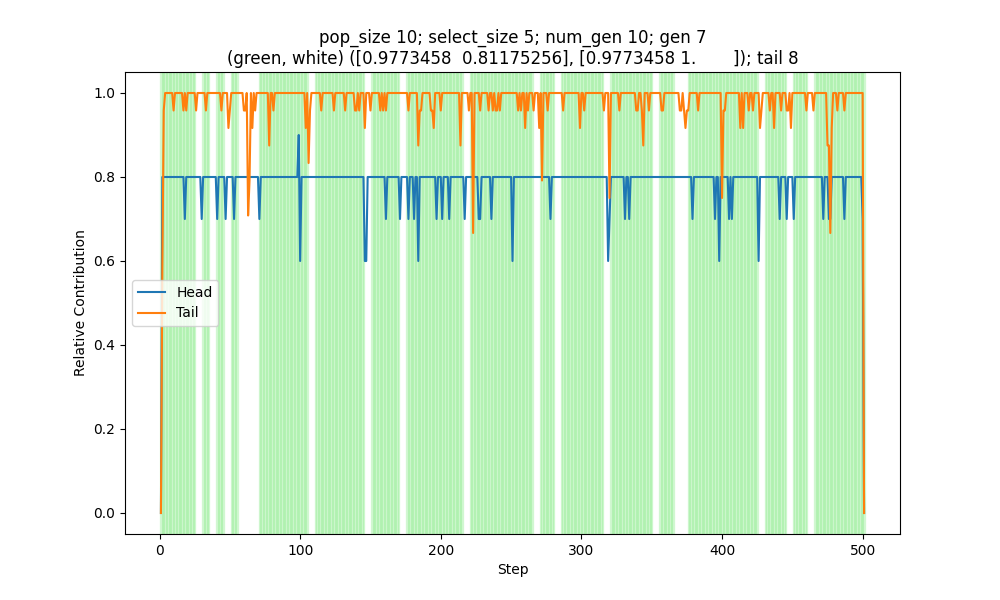 pop_size 10; select_size 5; num_gen 10; gen 7
(green, white) ([0.9773458  0.81175256], [0.9773458 1.        ]); tail 8
1.0
0.8
0.6
0.4
0.2
0.0
Relative Contribution
Head
Tail
0
100
200
300
400
500
Step